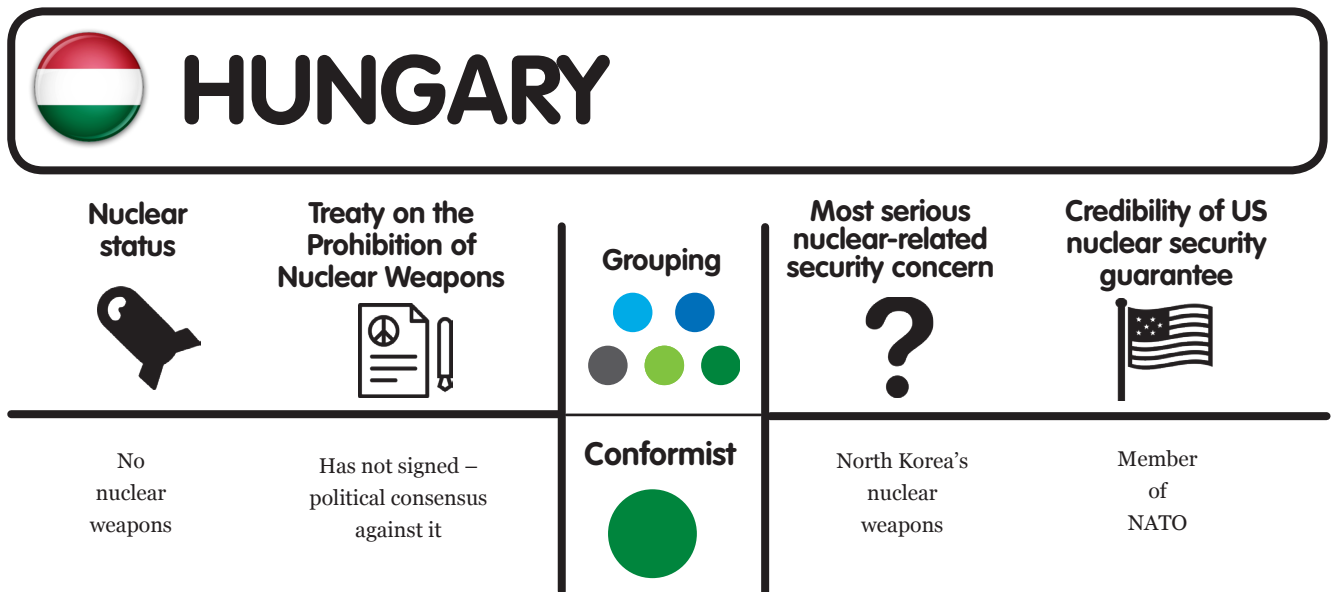 HUNGARY
Nuclear
status
Treaty on the
Prohibition of
Nuclear Weapons
Grouping
Most serious
nuclear-related
security concern
Credibility of US
nuclear security
guarantee
No
nuclear
weapons
Has not signed –
political consensus
against it
Conformist
North Korea’s
nuclear
weapons
Member
of
NATO